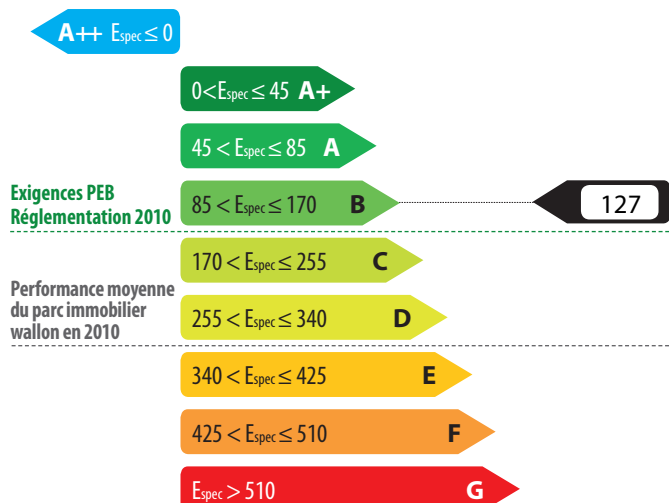 A++ Espec ≤ 0
0<Espec ≤ 45 A+
45 < Espec ≤ 85 A
Exigences PEB
Réglementation 2010
85 < Espec ≤ 170 B
127
170 < Espec ≤ 255 C
Performance moyenne
du parc immobilier
wallon en 2010
255 < Espec ≤ 340 D
340 < Espec ≤ 425 E
425 < Espec ≤ 510 F
Espec > 510 G